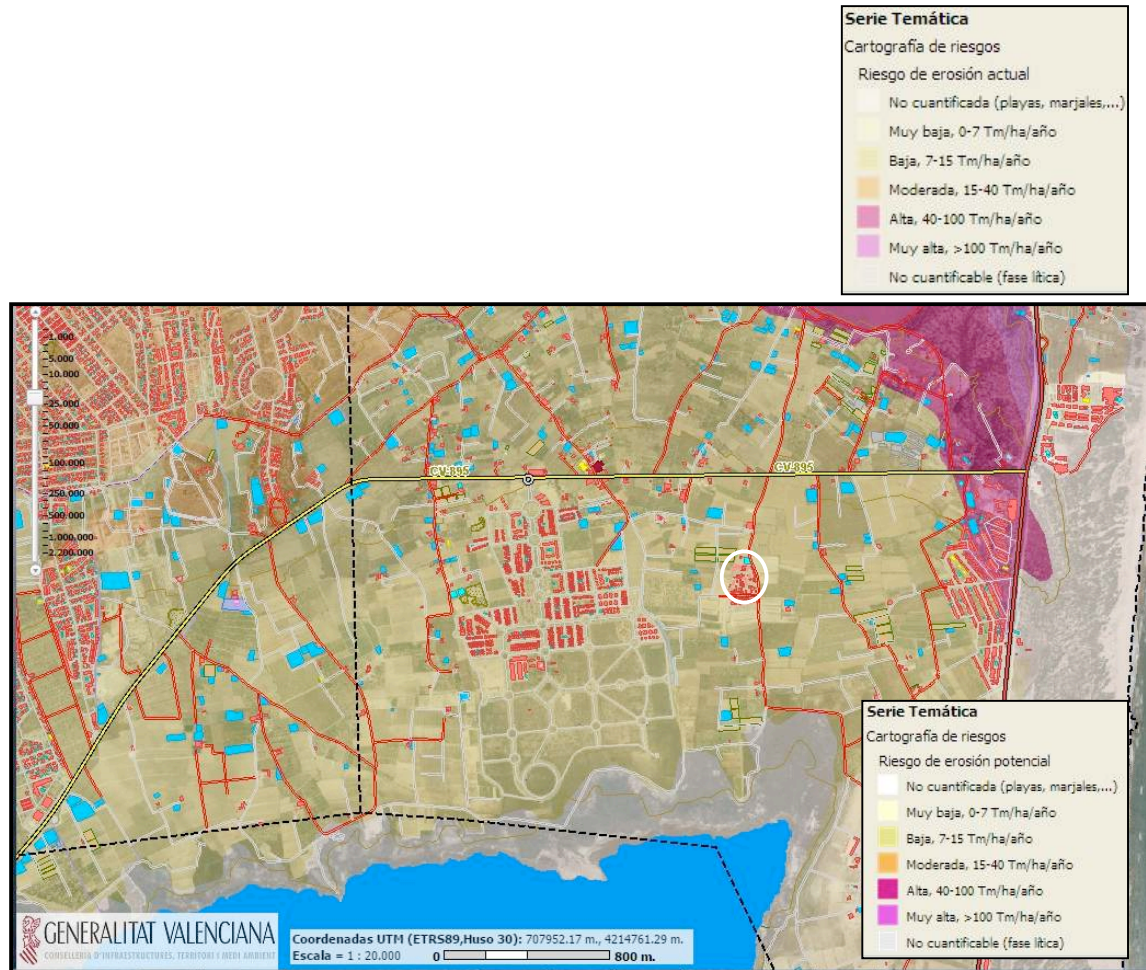 Serie Temática
Cartografía de riesgos
Riesgo de erosión actual
No cuantificada (playas, marjales,...)
Muy baja, 0-7 Tm/ha/año
Baja, 7-15 Tm/ha/año
Moderada, 15-40 Tm/ha/año
Alta, 40-100 Tm/ha/año
Muy alta, >100 Tm/ha/año
No cuantificable (fase lítica)
1.000
5.000
10.000
25.000
50.000
100.000
250.000
500.000
1.000.000
2.200.000
CV-895
CV-895
Serie Temática
Cartografía de riesgos
Riesgo de erosión potencial
No cuantificada (playas, marjales,...)
Muy baja, 0-7 Tm/ha/año
Baja, 7-15 Tm/ha/año
Moderada, 15-40 Tm/ha/año
Alta, 40-100 Tm/ha/año
Muy alta, >100 Tm/ha/año
No cuantificable (fase lítica)
GENERALITAT VALENCIANA
CONSELLERIA D'INFRAESTRUCTURES, TERRITORI I MEDI AMBIENT
Coordenadas UTM (ETRS89,Huso 30): 707952.17 m., 4214761.29 m.
Escala = 1 : 20.000 0 800 m.